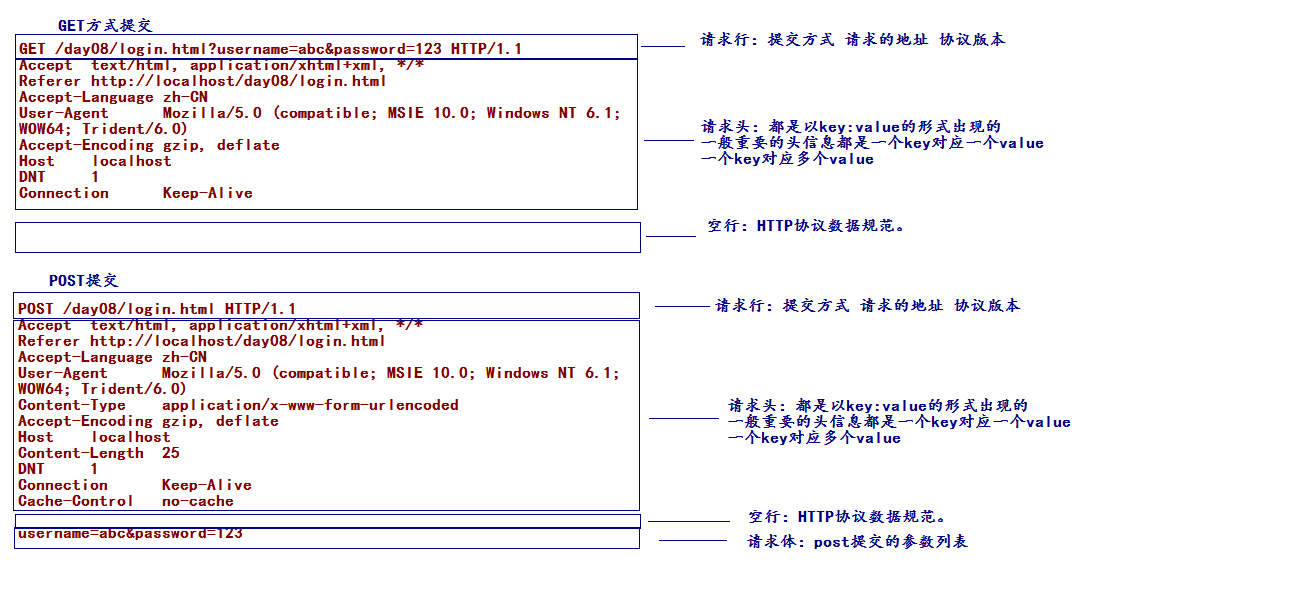 GET方式提交
GET /day08/login.html?username=abc&password=123 HTTP/1.1
请求行: 提交方式 请求的地址 协议版本
Accept text/html, application/xhtml+xml, */*
Referer http://localhost/day08/login.html
Accept-Language zh-CN
User-Agent Mozilla/5.0 (compatible; MSIE 10.0; Windows NT 6.1;
WOW64; Trident/6.0)
Accept-Encoding gzip, deflate
Host localhost
DNT 1
Connection Keep-Alive
请求头: 都是以key:value的形式出现的
一般重要的头信息都是一个key对应一个value
一个key对应多个value
空行: HTTP协议数据规范。
POST提交
POST /day08/login.html HTTP/1.1
请求行: 提交方式 请求的地址 协议版本
Accept text/html, application/xhtml+xml, */*
Referer http://localhost/day08/login.html
Accept-Language zh-CN
User-Agent Mozilla/5.0 (compatible; MSIE 10.0; Windows NT 6.1;
WOW64; Trident/6.0)
Content-Type application/x-www-form-urlencoded
Accept-Encoding gzip, deflate
Host localhost
Content-Length 25
DNT 1
Connection Keep-Alive
Cache-Control no-cache
请求头: 都是以key:value的形式出现的
一般重要的头信息都是一个key对应一个value
一个key对应多个value
空行: HTTP协议数据规范。
username=abc&password=123
请求体: post提交的参数列表